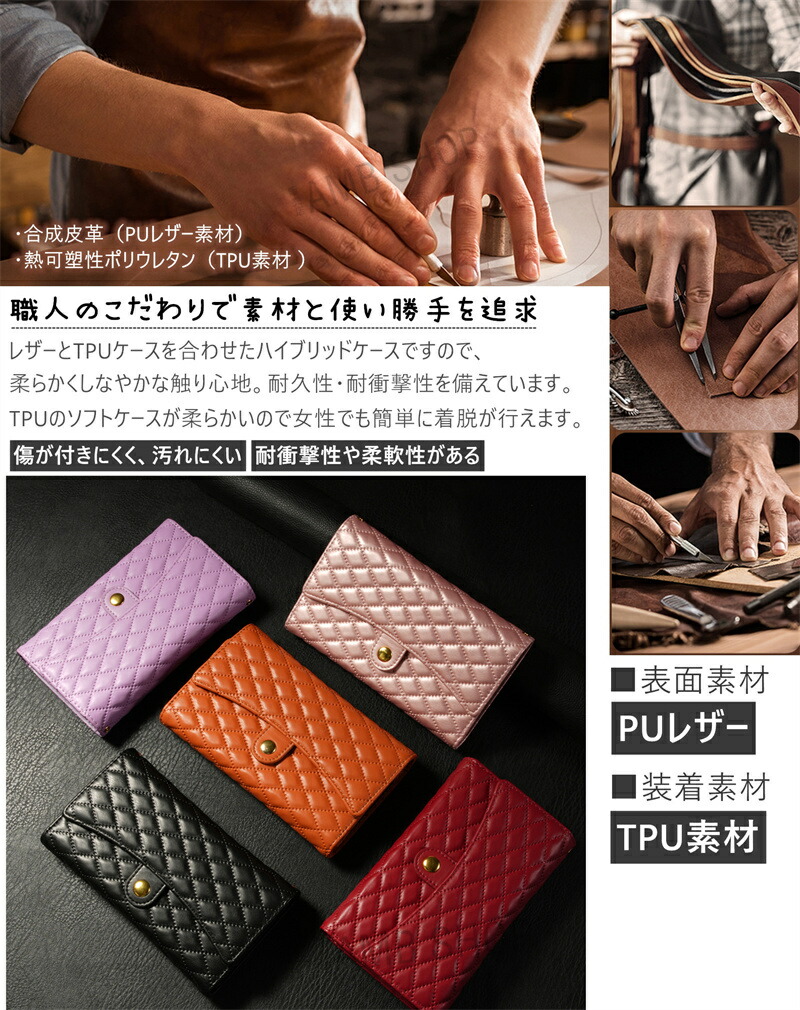 ・合成皮革（PUレザー素材）
・熱可塑性ポリウレタン（TPU素材 ）
職人のこだわりで素材と使い勝手を追求
レザーとTPUケースを合わせたハイブリッドケースですので、
柔らかくしなやかな触り心地。耐久性・耐衝撃性を備えています。
TPUのソフトケースが柔らかいので女性でも簡単に着脱が行えます。
傷が付きにくく、汚れにくい 耐衝撃性や柔軟性がある
■表面素材
PUレザー
■装着素材
TPU素材